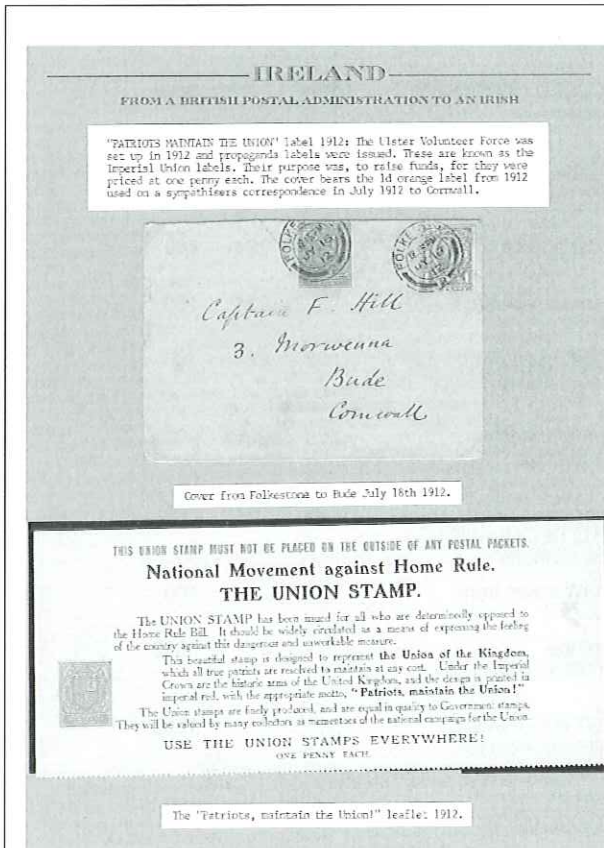 IRELAND
FROM A BRITISH POSTAL ADMINISTRATION TO AN IRISH
"PATRIOTS MAINTAIN THE UNION" label 1912: The Ulster Volunteer Force was
set up in 1912 and propaganda labels were issued. These are known as the
Imperial Union labels. Their purpose was, to raise funds, for they were
priced at one penny each. The cover bears the 1d orange label from 1912
used on a sympathisers correspondence in July 1912 to Cornwall.
Captain F. Hill
3. Morwenna
Bude
Cornwall
Cover from Folkestone to Bude July 18th 1912.
THIS UNION STAMP MUST NOT BE PLACED ON THE OUTSIDE OF ANY POSTAL PACKETS.
National Movement against Home Rule.
THE UNION STAMP.
The UNION STAMP has been issued for all who are determinedly opposed to
the Home Rule Bill. It should be widely circulated as a means of expressing the feeling
of the country against this dangerous and unworkable measure.
This beautiful stamp is designed to represent the Union of the Kingdom,
which all true patriots are resolved to maintain at any cost. Under the Imperial
Crown are the historic arms of the United Kingdom, and the design is printed in
imperial red, with the appropriate motto, "Patriots, maintain the Union!"
The Union stamps are finely produced, and are equal in quality to Government stamps.
They will be valued by many collectors as mementoes of the national campaign for the Union.
USE THE UNION STAMPS EVERYWHERE!
ONE PENNY EACH.
The "Patriots, maintain the Union!" leaflet 1912.